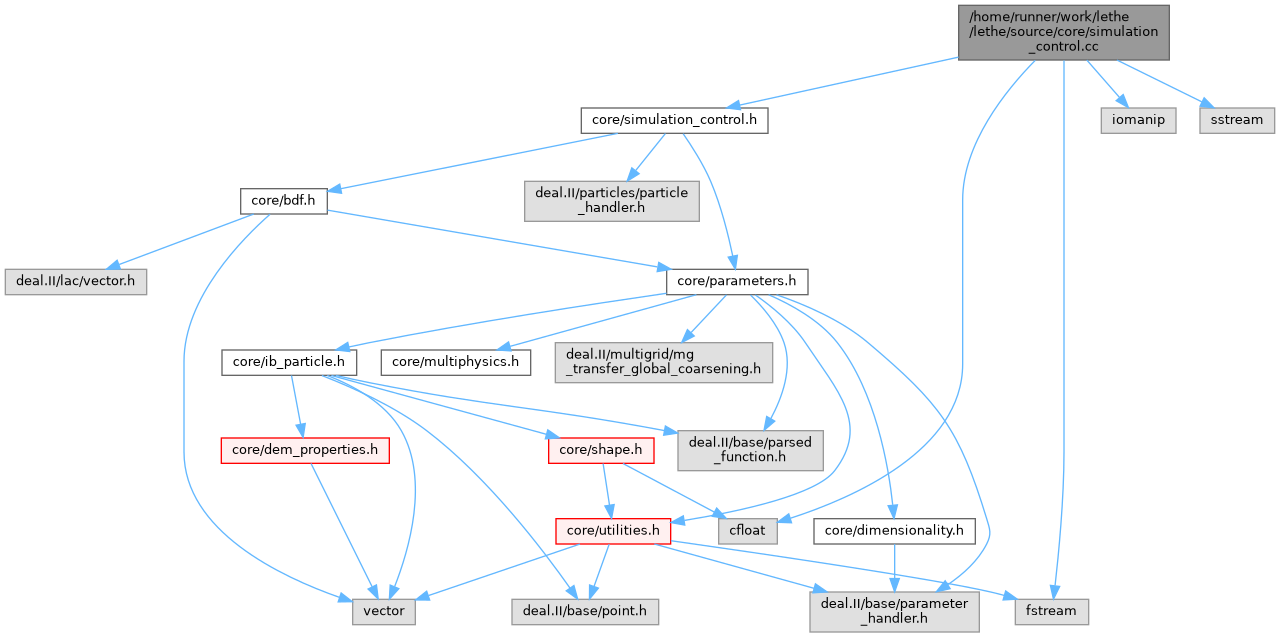 /home/runner/work/lethe
/lethe/source/core/simulation
_control.cc
core/simulation_control.h
iomanip
sstream
core/bdf.h
deal.II/particles/particle
_handler.h
deal.II/lac/vector.h
core/parameters.h
core/ib_particle.h
core/multiphysics.h
deal.II/multigrid/mg
_transfer_global_coarsening.h
core/dem_properties.h
core/shape.h
deal.II/base/parsed
_function.h
core/utilities.h
cfloat
core/dimensionality.h
vector
deal.II/base/point.h
deal.II/base/parameter
_handler.h
fstream